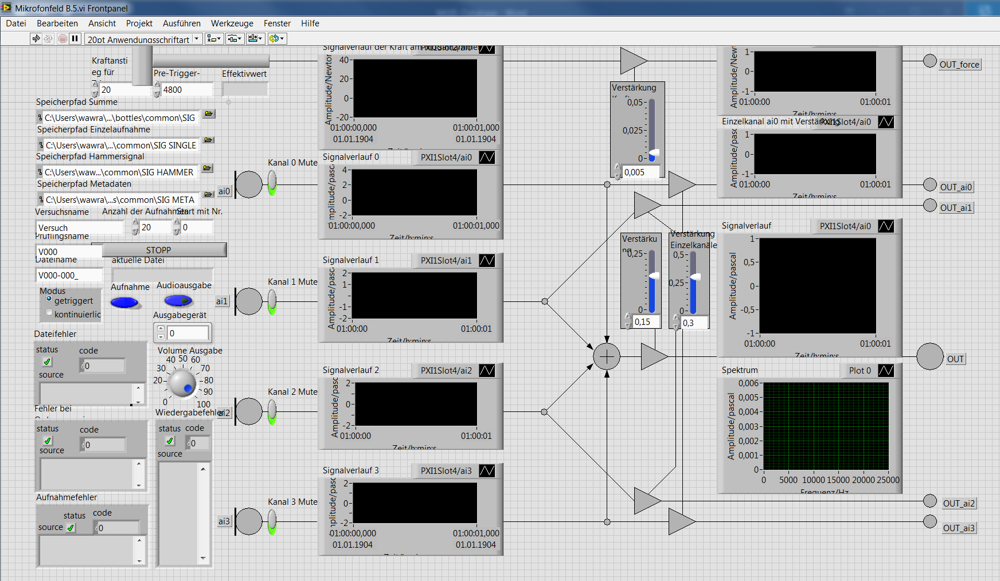 Mikrofonfeld B.5.vi Frontpanel
Datei Bearbeiten Ansicht Projekt Ausführen Werkzeuge Fenster Hilfe
20pt Anwendungsschriftart
Kraftansti
eg für
20
Pre-Trigger-
4800
Effektivwert
Speicherpfad Summe
C:\Users\wawra\...\bottles\common\SIG
Speicherpfad Einzelaufnahme
C:\Users\wawra\...\common\SIG SINGLE
Speicherpfad Hammersignal
C:\Users\waw...\common\SIG HAMMER
Speicherpfad Metadaten
C:\Users\wawra\...s\common\SIG META
Versuchsname
Anzahl der Aufnahmen
Start mit Nr.
Versuch
20
0
Prüflingsname
V000
STOPP
Dateiname
aktuelle Datei
V000-000_
Modus
getriggert
kontinuierlic
Aufnahme
Audioausgabe
Ausgabegerät
0
Volume Ausgabe
0 20 30 40 50 60 70 80 90 100
Dateifehler
status
code
0
source
Fehler bei
status
code
0
source
Wiedergabefehler
status
code
0
source
Aufnahmefehler
status
code
source
0
ai0
Kanal 0 Mute
ai1
Kanal 1 Mute
ai2
Kanal 2 Mute
ai3
Kanal 3 Mute
Signalverlauf der Kraft am
Amplitude/Newton
40
20
0
-20
01:00:00,000
01.01.1904
01:00:01,000
01.01.1904
Signalverlauf 0
PXI1Slot4/ai0
4
2
0
-2
01:00:00,000
01:00:01,000
Zeit/h:min:s
Signalverlauf 1
PXI1Slot4/ai1
Amplitude/pasca
2
1
-1
-2
01:00:00
01:00:01
Zeit/h:min:s
Signalverlauf 2
PXI1Slot4/ai2
Amplitude/pasc
2
0
-2
01:00:00
01:00:01
Zeit/h:min:s
Signalverlauf 3
PXI1Slot4/ai3
2
0
-2
01:00:00,000
01.01.1904
01:00:01,000
01.01.1904
Zeit/h:min:s
Verstärkung
0,05
0,025
0
0,005
Verstärku
0,25
0
0,15
Verstärkung
Einzelkanäle
0,5
0,25
0
0,3
Amplitude/New
1
0
-1
01:00:00
01:00:01
Zeit/h:min:s
OUT_force
Einzelkanal ai0 mit Verstärkung
PXI1Slot4/ai0
Amplitude/pasc
1
0
-1
01:00:00
01:00:01
Zeit/h:min:s
OUT_ai0
OUT_ai1
Signalverlauf
PXI1Slot4/ai0
Amplitude/pascal
1
0,5
0
-0,5
-1
01:00:00
01:00:01
Zeit/h:min:s
OUT
Spektrum
Plot 0
Amplitude/pascal
0,006
0,005
0,004
0,003
0,002
0,001
0
0 5000 10000 15000 20000 25000
Frequenz/Hz
OUT_ai2
OUT_ai3